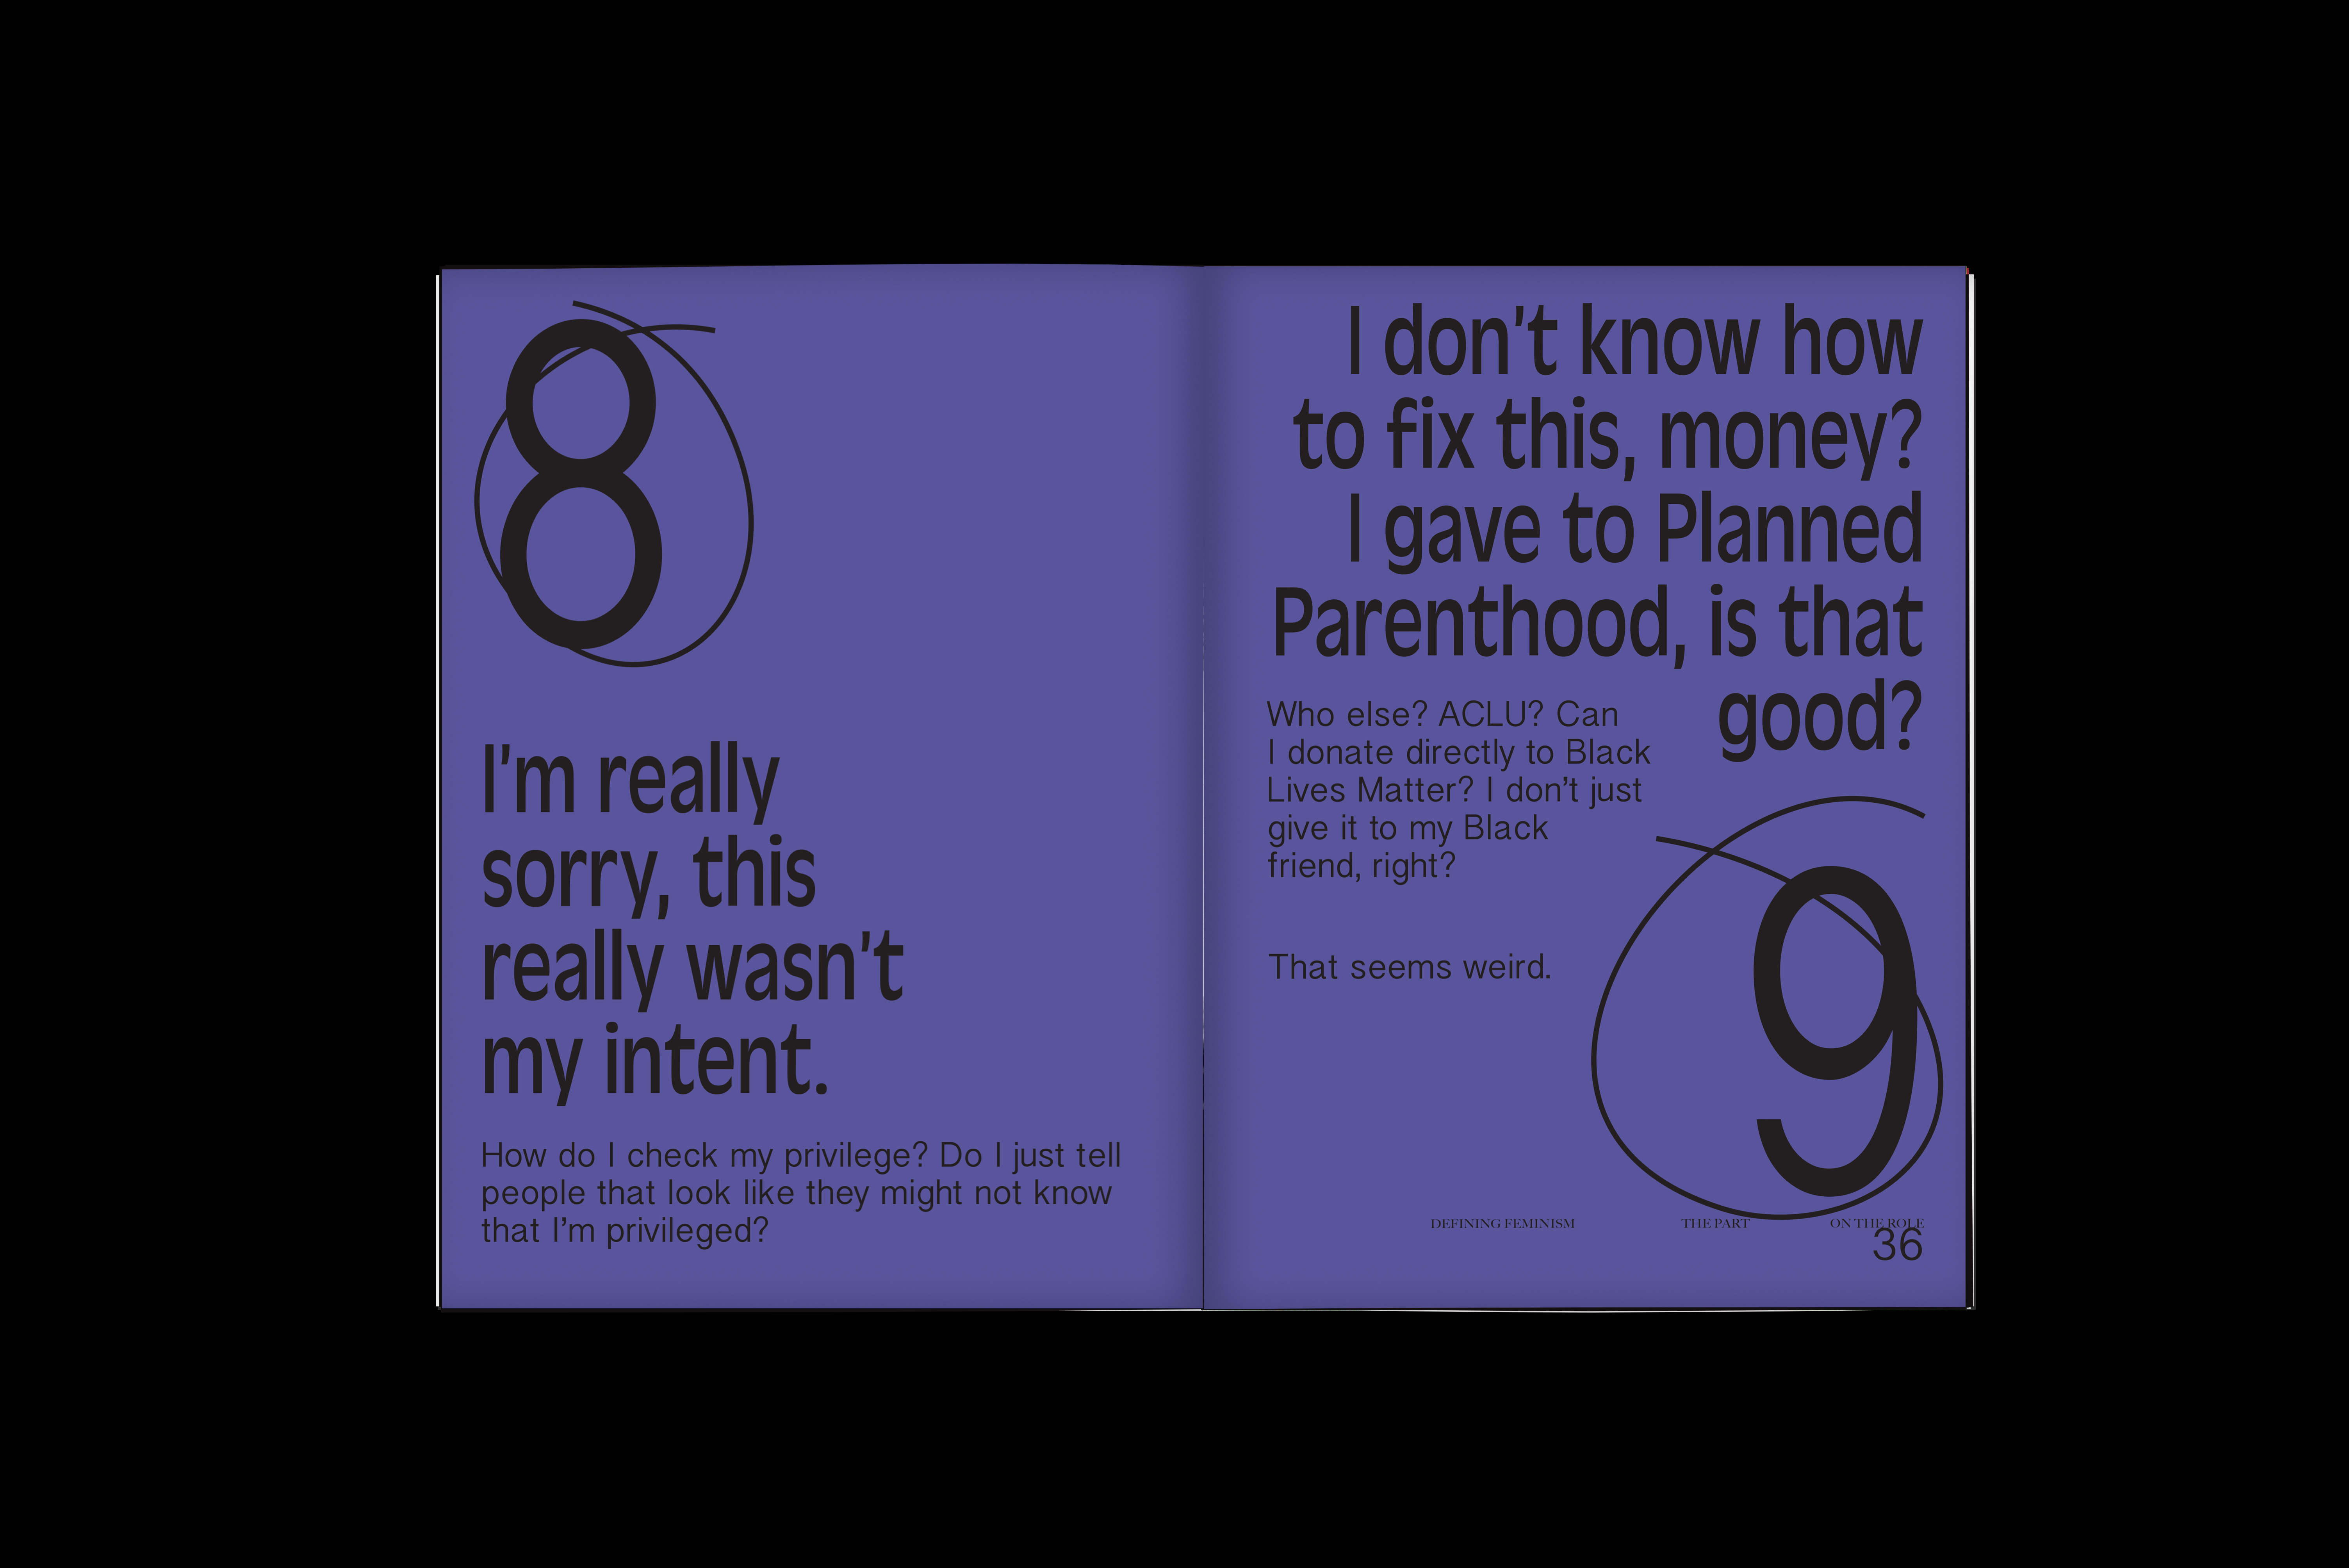 8
I’m really
sorry, this
really wasn’t
my intent.
How do I check my privilege? Do I just tell
people that look like they might not know
that I’m privileged?
I don’t know how
to fix this, money?
I gave to Planned
Parenthood, is that
good?
Who else? ACLU? Can
I donate directly to Black
Lives Matter? I don’t just
give it to my Black
friend, right?
That seems weird.
9
DEFINING FEMINISM THE PART ON THE ROLE
36